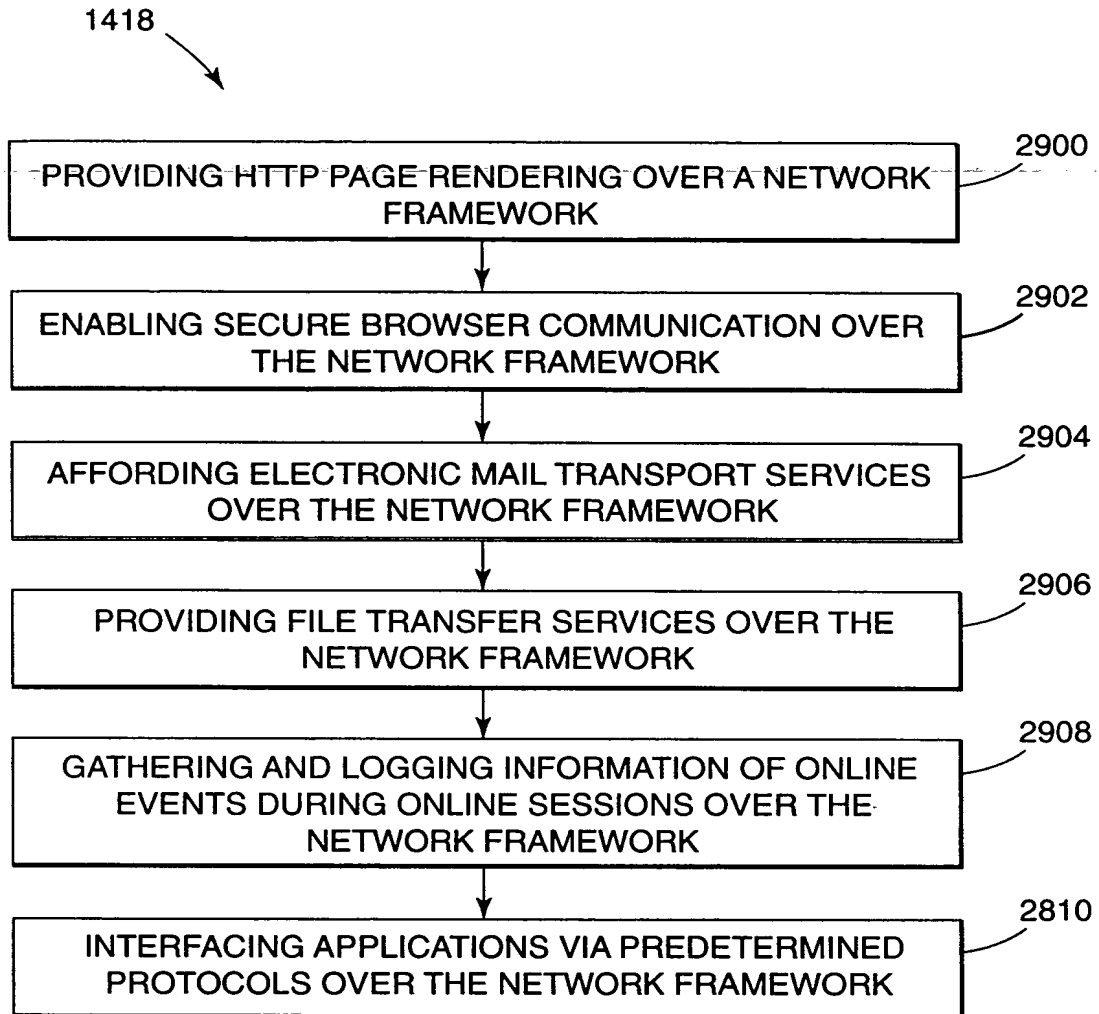 1418
2900
PROVIDING HTTP PAGE RENDERING OVER A NETWORK
FRAMEWORK
2902
ENABLING SECURE BROWSER COMMUNICATION OVER
THE NETWORK FRAMEWORK
2904
AFFORDING ELECTRONIC MAIL TRANSPORT SERVICES
OVER THE NETWORK FRAMEWORK
2906
PROVIDING FILE TRANSFER SERVICES OVER THE
NETWORK FRAMEWORK
2908
GATHERING AND LOGGING INFORMATION OF ONLINE
EVENTS DURING ONLINE SESSIONS OVER THE
NETWORK FRAMEWORK
2810
INTERFACING APPLICATIONS VIA PREDETERMINED
PROTOCOLS OVER THE NETWORK FRAMEWORK